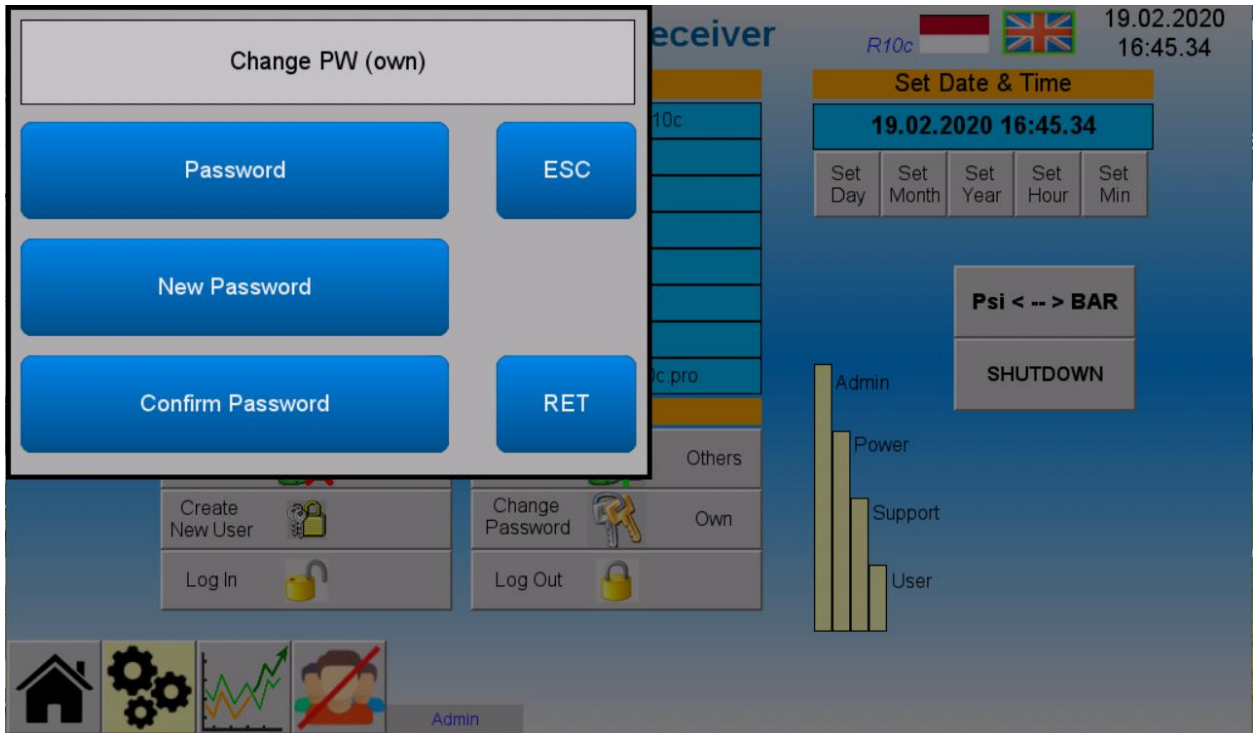 Change PW (own)
Password
ESC
New Password
Confirm Password
RET
eceiver
R10c
19.02.2020
16:45.34
Set Date & Time
10c
19.02.2020 16:45.34
Set Day
Set Month
Set Year
Set Hour
Set Min
Psi < -- > BAR
SHUTDOWN
c.pro
Admin
Power
Support
User
Others
Create
New User
Change
Password
Own
Log In
Log Out
Admin